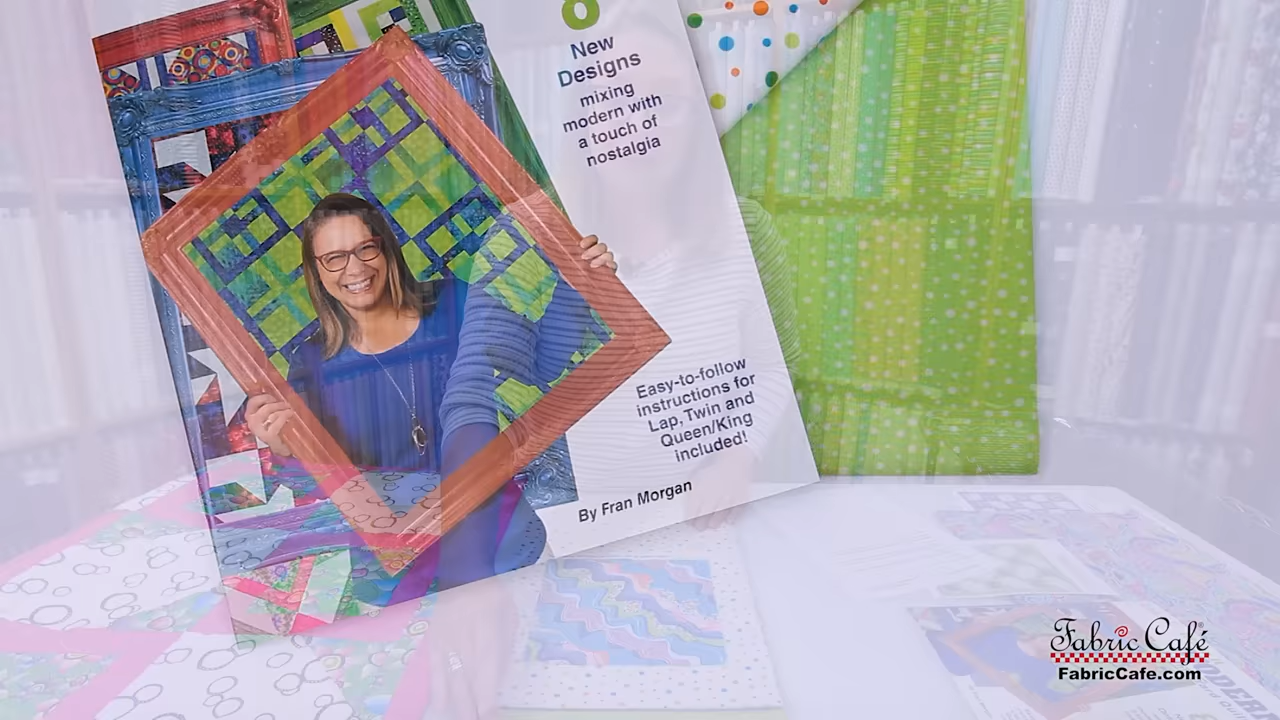 8
New
Designs
mixing
modern with
a touch of
nostalgia
Easy-to-follow
instructions for
Lap, Twin and
Queen/King
included!
By Fran Morgan
Fabric Café
FabricCafe.com